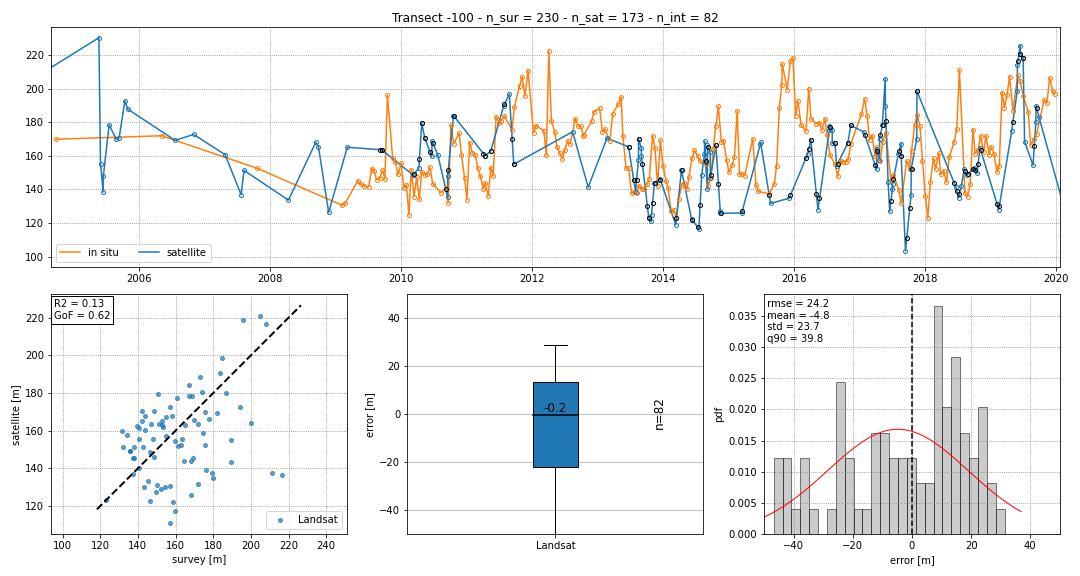 Transect -100 - n_sur = 230 - n_sat = 173 - n_int = 82
220
200
180
160
140
120
100
in situ
satellite
2006
2008
2010
2012
2014
2016
2018
2020
R2 = 0.13
GoF = 0.62
220
200
180
160
140
120
satellite [m]
Landsat
100
120
140
160
180
200
220
240
survey [m]
40
20
0
−20
−40
error [m]
-0.2
n=82
Landsat
rmse = 24.2
mean = -4.8
std = 23.7
q90 = 39.8
0.035
0.030
0.025
0.020
0.015
0.010
0.005
0.000
pdf
−40
−20
0
20
40
error [m]